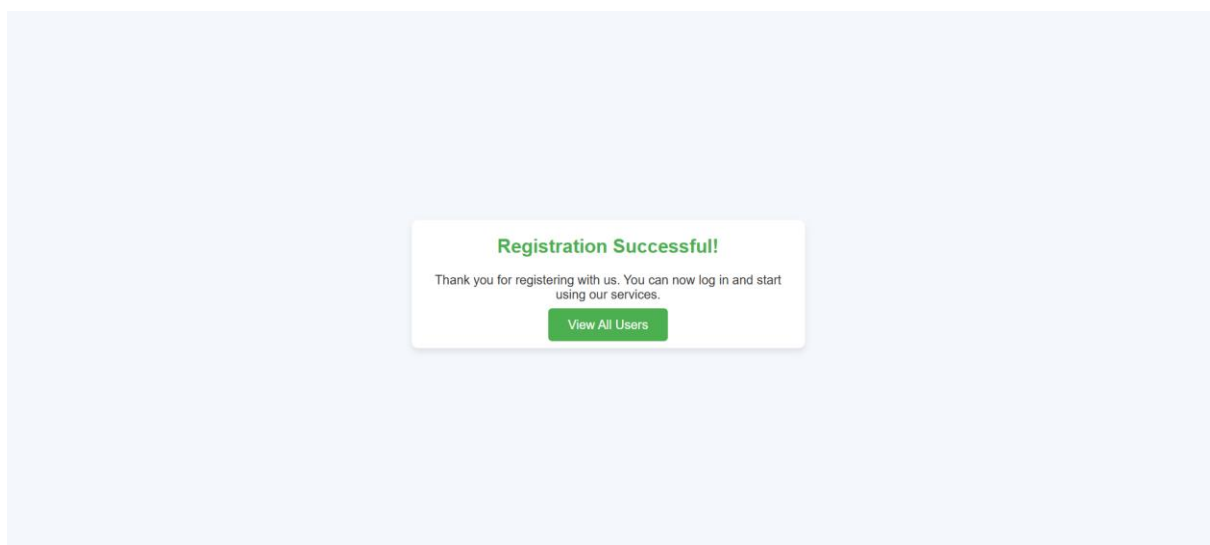 Registration Successful!
Thank you for registering with us. You can now log in and start
using our services.
View All Users